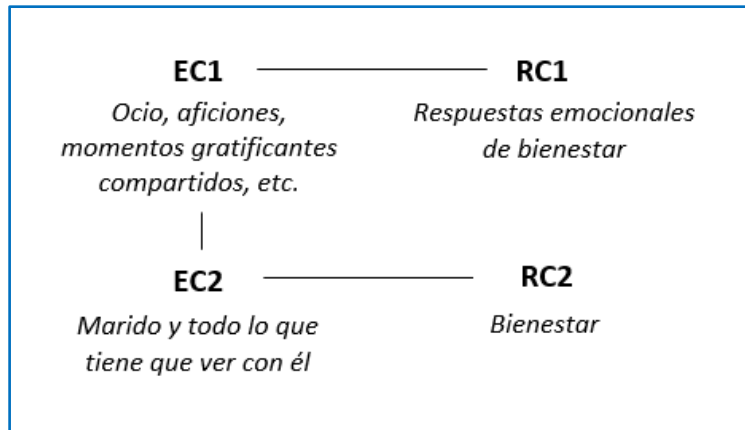 EC1
RC1
Ocio, aficiones,
momentos gratificantes
compartidos, etc.
Respuestas emocionales
de bienestar
EC2
RC2
Marido y todo lo que
tiene que ver con él
Bienestar